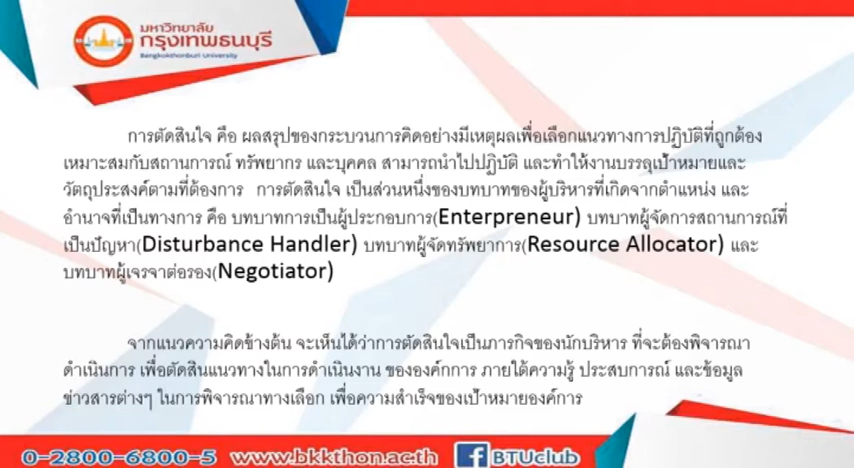 มหาวิทยาลัย
กรุงเทพธนบุรี
Bangkokthonburi University
การตัดสินใจ คือ ผลสรุปของกระบวนการคิดอย่างมีเหตุผลเพื่อเลือกแนวทางการปฏิบัติที่ถูกต้อง
เหมาะสมกับสถานการณ์ ทรัพยากร และบุคคล สามารถนำไปปฏิบัติ และทำให้งานบรรลุเป้าหมายและ
วัตถุประสงค์ตามที่ต้องการ การตัดสินใจ เป็นส่วนหนึ่งของบทบาทของผู้บริหารที่เกิดจากตำแหน่ง และ
อำนาจที่เป็นทางการ คือ บทบาทการเป็นผู้ประกอบการ(Enterpreneur) บทบาทผู้จัดการสถานการณ์ที่
เป็นปัญหา(Disturbance Handler) บทบาทผู้จัดทรัพยาการ(Resource Allocator) และ
บทบาทผู้เจรจาต่อรอง(Negotiator)
จากแนวความคิดข้างต้น จะเห็นได้ว่าการตัดสินใจเป็นภารกิจของนักบริหาร ที่จะต้องพิจารณา
ดำเนินการ เพื่อตัดสินแนวทางในการดำเนินงาน ขององค์กการ ภายใต้ความรู้ ประสบการณ์ และข้อมูล
ข่าวสารต่างๆ ในการพิจารณาทางเลือก เพื่อความสำเร็จของเป้าหมายองค์การ
0-2800-6800-5 www.bkkthon.ac.th f BTUclub